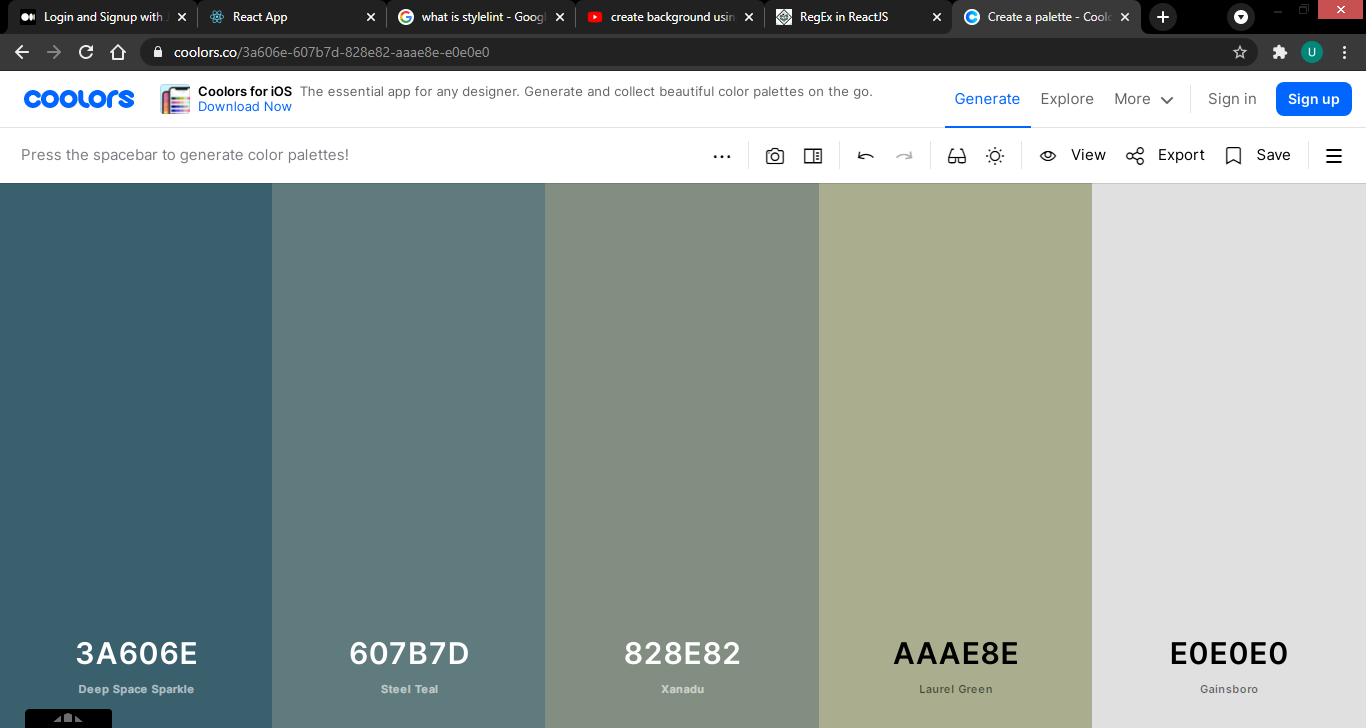 Login and Signup with
React App
what is stylelint - Googl
create background usin
RegEx in ReactJS
Create a palette - Coolo
coolors.co/3a606e-607b7d-828e82-aaae8e-e0e0e0
U
coolors
Coolors for iOS The essential app for any designer. Generate and collect beautiful color palettes on the go.
Download Now
Generate
Explore
More
Sign in
Sign up
Press the spacebar to generate color palettes!
View
Export
Save
3A606E
Deep Space Sparkle
607B7D
Steel Teal
828E82
Xanadu
AAAE8E
Laurel Green
E0E0E0
Gainsboro